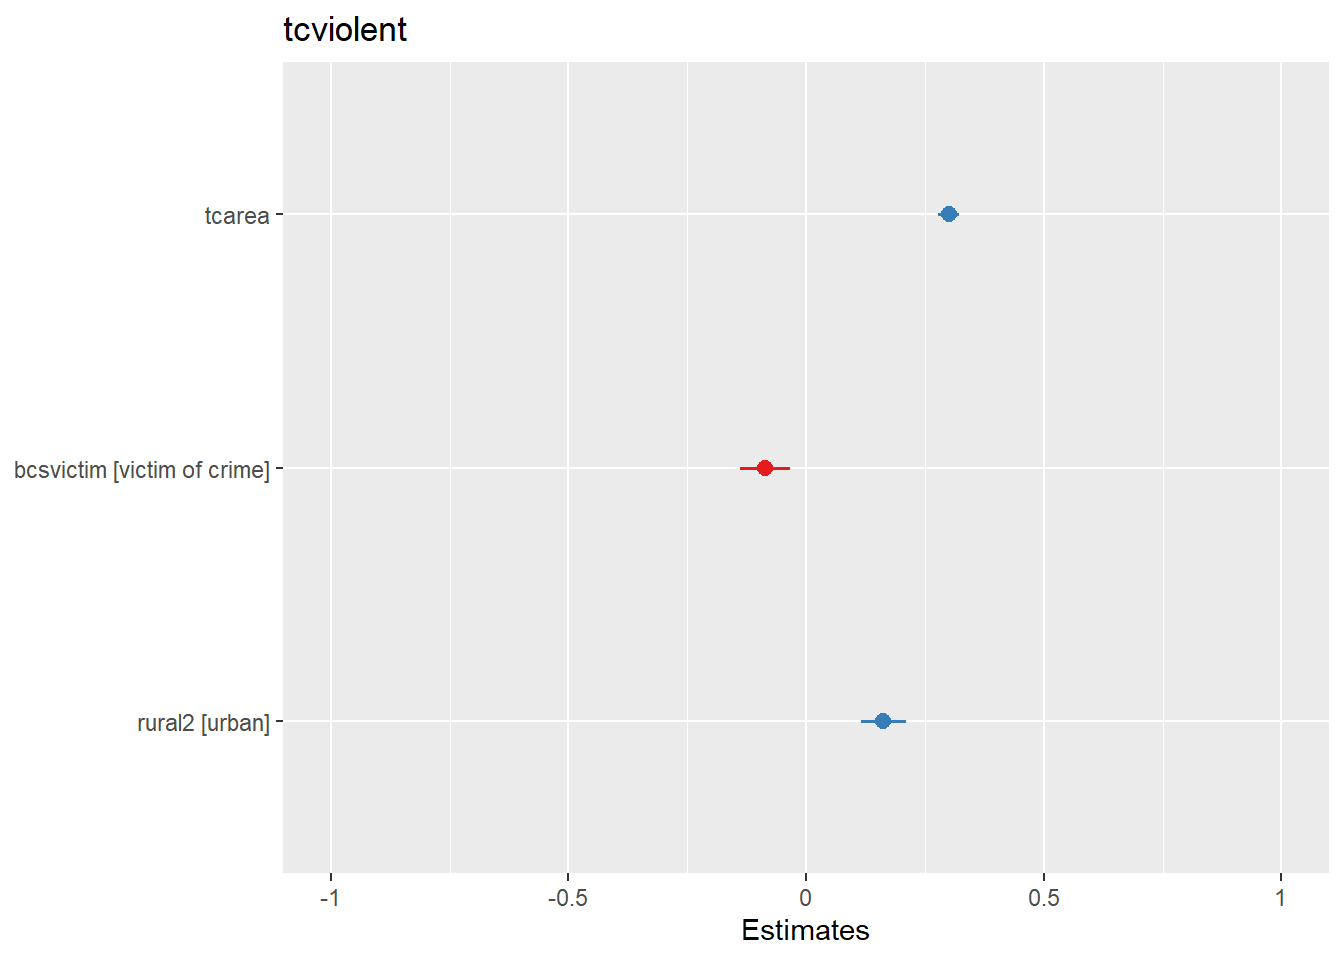 tcviolent
tcarea
bcsvictim [victim of crime]
rural2 [urban]
-1 -0.5 0 0.5 1
Estimates